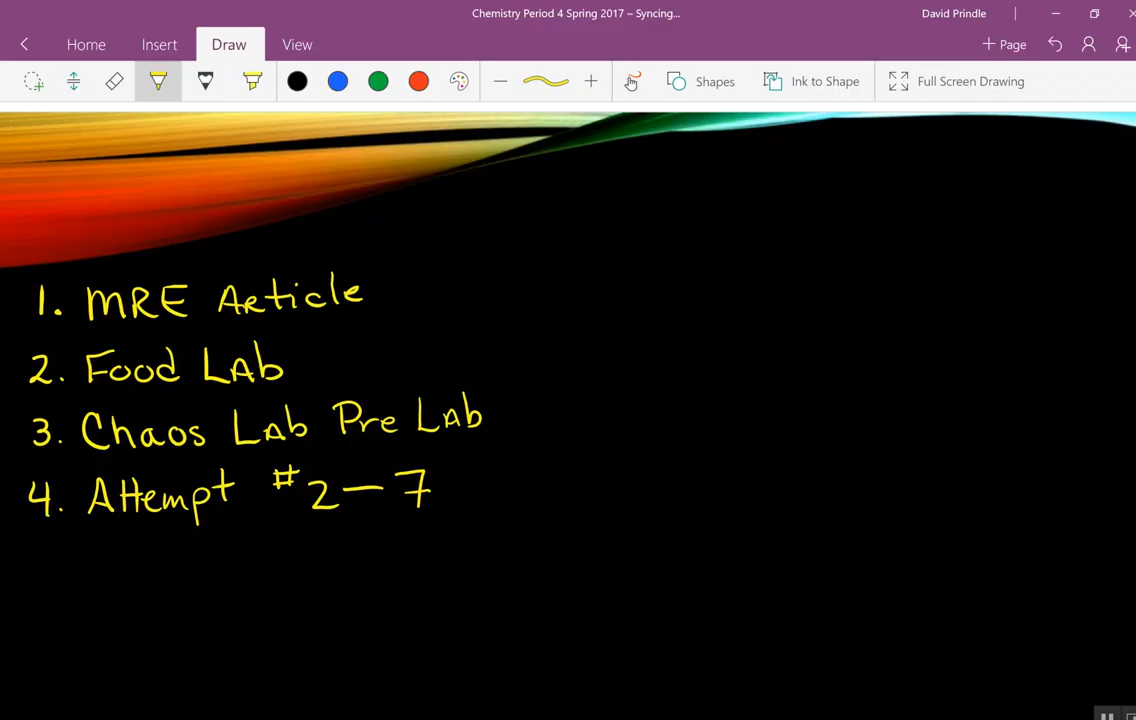 Chemistry Period 4 Spring 2017 – Syncing...
David Prindle
Home Insert Draw View
Page
Shapes Ink to Shape Full Screen Drawing
1. MRE Article
2. Food LAb
3. Chaos LAb Pre LAb
4. Attempt #2-7